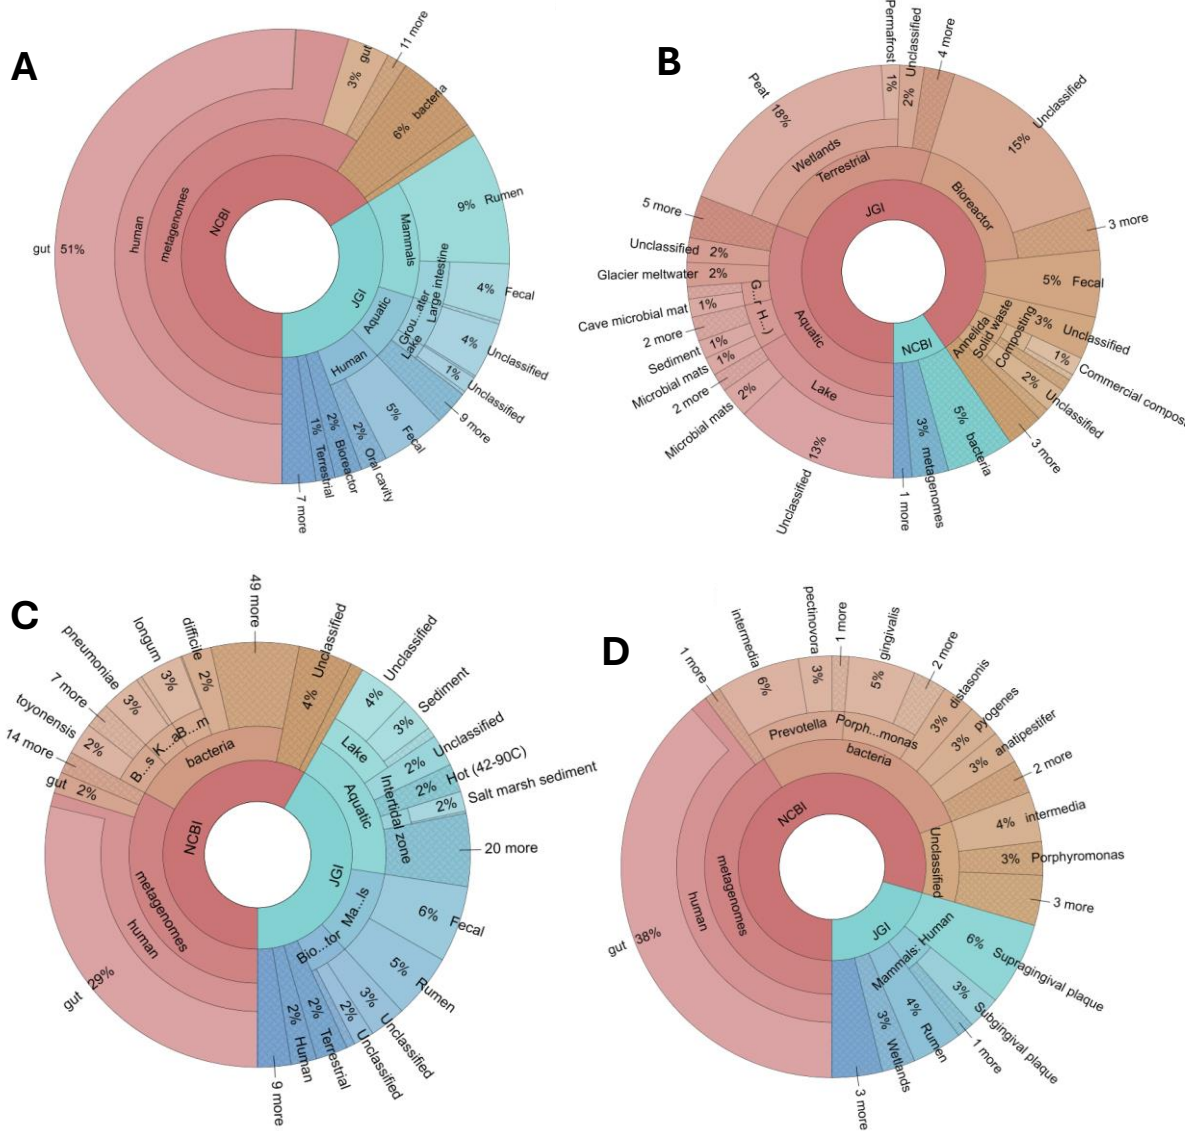 A
NCBI
metagenomes
human
gut 51%
3% gut
11 more
6% bacteria
JGI
Mammals
9% Rumen
Large intestine
4% Fecal
Aquatic
Grou...ater
4% Unclassified
Lake
1% Unclassified
9 more
Human
5% Fecal
2% Oral cavity
2% Bioreactor
1% Terrestrial
7 more
B
JGI
Terrestrial
Wetlands
Peat 18%
Permafrost 1%
Unclassified 2%
4 more
Bioreactor
15% Unclassified
3 more
5% Fecal
Annelida
Solid waste
3% Unclassified
Composting
1% Commercial compos
2% Unclassified
3 more
NCBI
5% bacteria
3% metagenomes
1 more
Aquatic
Lake
Unclassified 13%
Microbial mats 2%
2 more
Microbial mats 1%
Sediment 1%
2 more
Cave microbial mat 1%
G...r H...)
Glacier meltwater 2%
Unclassified 2%
5 more
C
NCBI
metagenomes
human
gut 29%
gut 2%
14 more
bacteria
toyonensis 2%
7 more
B...s
pneumoniae 3%
K...a
longum 3%
B...m
difficile 2%
49 more
4% Unclassified
JGI
Aquatic
Lake
4% Unclassified
3% Sediment
Intertidal zone
2% Unclassified
2% Hot (42-90C)
2% Salt marsh sediment
20 more
Ma...ls
6% Fecal
5% Rumen
Bio...tor
3% Unclassified
2% Unclassified
2% Terrestrial
2% Human
9 more
D
NCBI
metagenomes
human
gut 38%
1 more
bacteria
Prevotella
intermedia 6%
pectinovora 3%
1 more
Porph...monas
gingivalis 5%
2 more
3% distasonis
3% pyogenes
3% anatipestifer
2 more
Unclassified
4% intermedia
3% Porphyromonas
3 more
JGI
Mammals: Human
6% Supragingival plaque
3% Subgingival plaque
1 more
4% Rumen
3% Wetlands
3 more